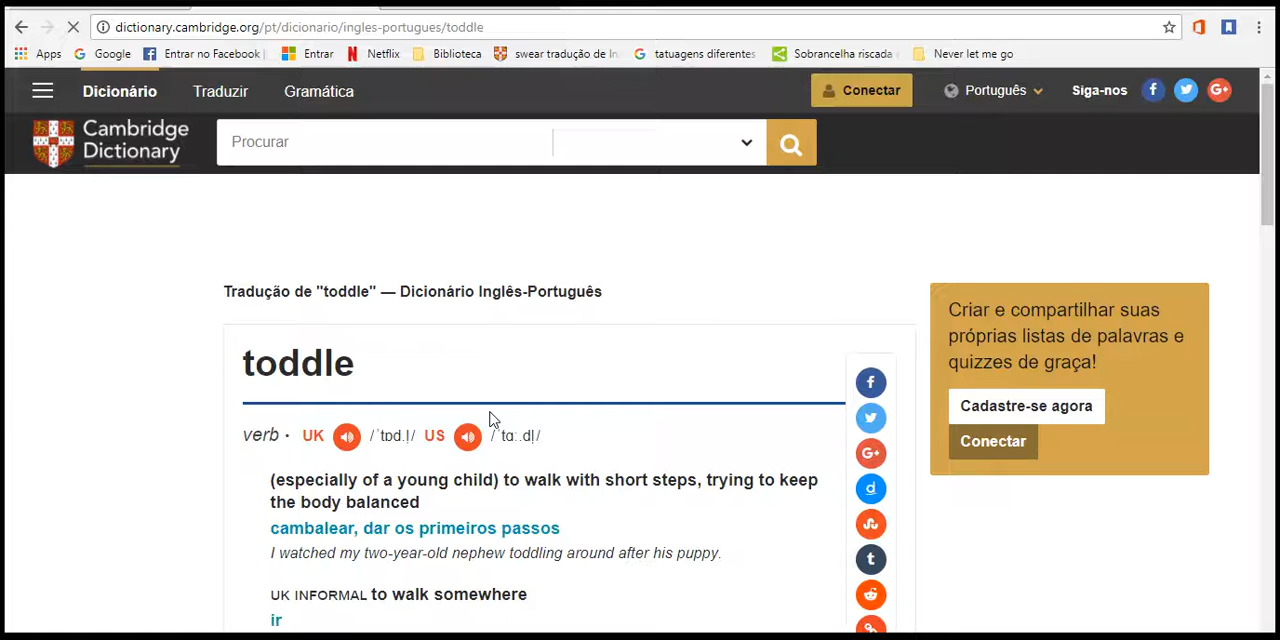 dictionary.cambridge.org/pt/dicionario/ingles-portugues/toddle
Apps Google Entrar no Facebook Entrar Netflix Biblioteca swear tradução de In tatuagens diferentes Sobrancelha riscada Never let me go
Dicionário Traduzir Gramática Conectar Português Siga-nos
Cambridge
Dictionary
Procurar
Tradução de "toddle" — Dicionário Inglês-Português
toddle
verb · UK /ˈtɒd.l̩/ US /ˈtɑː.dl̩/
(especially of a young child) to walk with short steps, trying to keep
the body balanced
cambalear, dar os primeiros passos
I watched my two-year-old nephew toddling around after his puppy.
UK INFORMAL to walk somewhere
ir
Criar e compartilhar suas
próprias listas de palavras e
quizzes de graça!
Cadastre-se agora
Conectar